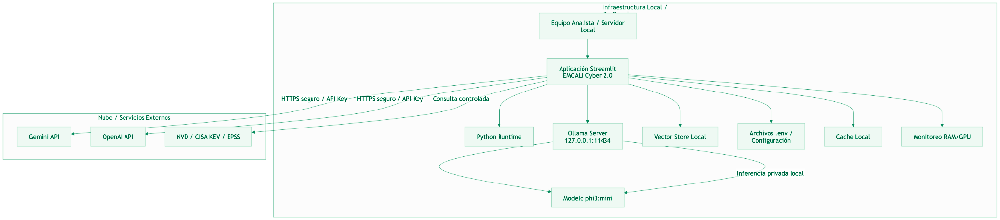 Infraestructura Local /
Equipo Analista / Servidor
Local
Aplicación Streamlit
EMCALI Cyber 2.0
HTTPS seguro / API Key
HTTPS seguro / API Key
Consulta controlada
Nube / Servicios Externos
Gemini API
OpenAI API
NVD / CISA KEV / EPSS
Python Runtime
Ollama Server
127.0.0.1:11434
Vector Store Local
Archivos .env /
Configuración
Cache Local
Monitoreo RAM/GPU
Inferencia privada local
Modelo phi3:mini